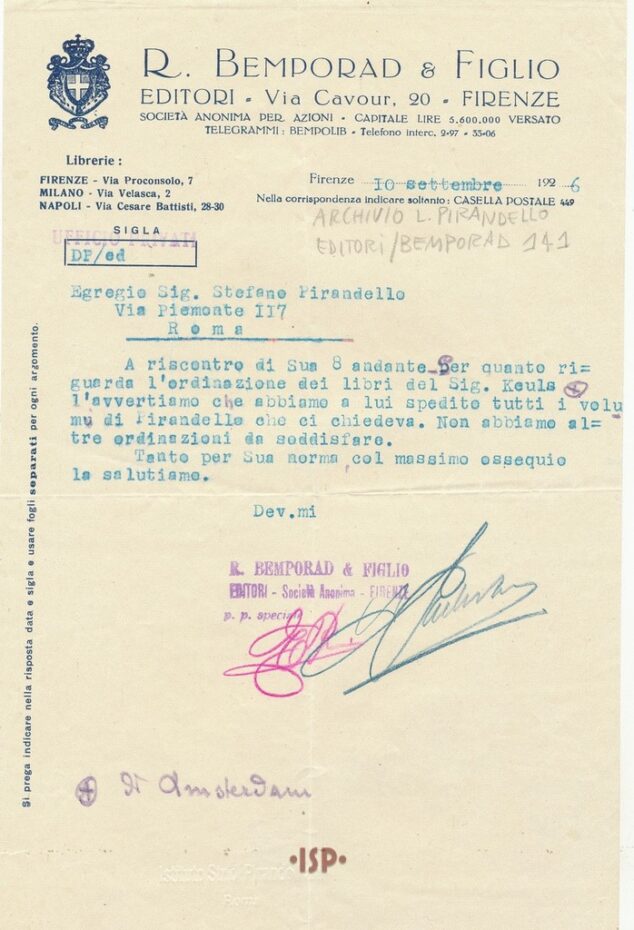 R. BEMPORAD & FIGLIO
EDITORI - Via Cavour, 20 - FIRENZE
SOCIETÀ ANONIMA PER AZIONI - CAPITALE LIRE 5.600.000 VERSATO
TELEGRAMMI: BEMPOLIB - Telefono interc. 2-97 - 33-06
Librerie :
FIRENZE - Via Proconsolo, 7
MILANO - Via Velasca, 2
NAPOLI - Via Cesare Battisti, 28-30
Firenze 10 settembre 192 6
Nella corrispondenza indicare soltanto: CASELLA POSTALE 449
ARCHIVIO L. PIRANDELLO
EDITORI/BEMPORAD 141
SIGLA
UFFICIO PRIVATI
DF/ed
Egregio Sig. Stefano Pirandello
Via Piemonte II7
Roma
A riscontro di Sua 8 andante per quanto ri=
guarda l'ordinazione dei libri del Sig. Keuls
l'avvertiamo che abbiamo a lui spedito tutti i volu
mi di Pirandello che ci chiedeva. Non abbiamo al=
tre ordinazioni da soddisfare.
Tanto per Sua norma col massimo ossequio
la salutiamo.
Dev.mi
R. BEMPORAD & FIGLIO
EDITORI - Società Anonima - FIRENZE
p. p. speciale
di Amsterdam
Si prega indicare nella risposta data e sigla e usare fogli separati per ogni argomento.
•ISP•